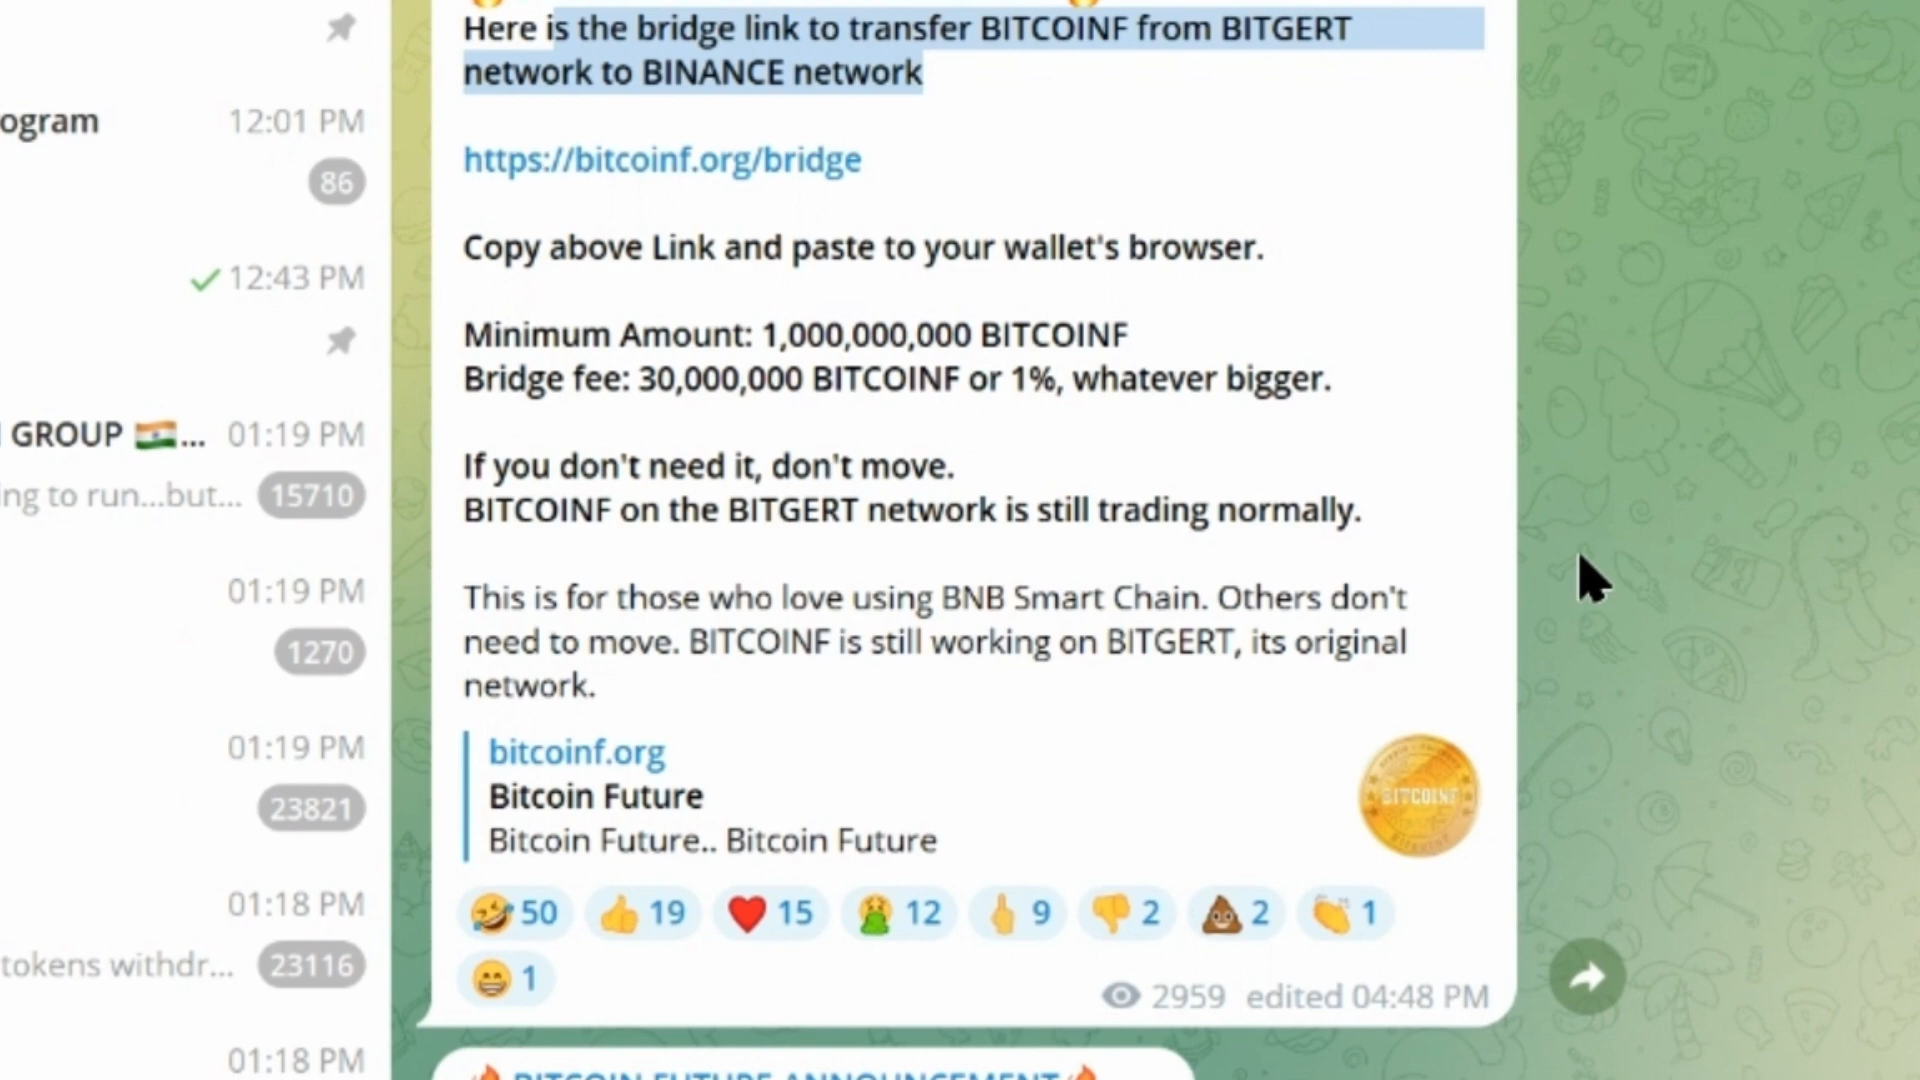 Here is the bridge link to transfer BITCOINF from BITGERT
network to BINANCE network
https://bitcoinf.org/bridge
Copy above Link and paste to your wallet's browser.
Minimum Amount: 1,000,000,000 BITCOINF
Bridge fee: 30,000,000 BITCOINF or 1%, whatever bigger.
If you don't need it, don't move.
BITCOINF on the BITGERT network is still trading normally.
This is for those who love using BNB Smart Chain. Others don't
need to move. BITCOINF is still working on BITGERT, its original
network.
bitcoinf.org
Bitcoin Future
Bitcoin Future.. Bitcoin Future
BITCOINF
50 19 15 12 9 2 2 1
1
2959 edited 04:48 PM
BITCOIN FUTURE ANNOUNCEMENT
ogram 12:01 PM
86
12:43 PM
GROUP ... 01:19 PM
ing to run...but... 15710
01:19 PM
1270
01:19 PM
23821
01:18 PM
tokens withdr... 23116
01:18 PM